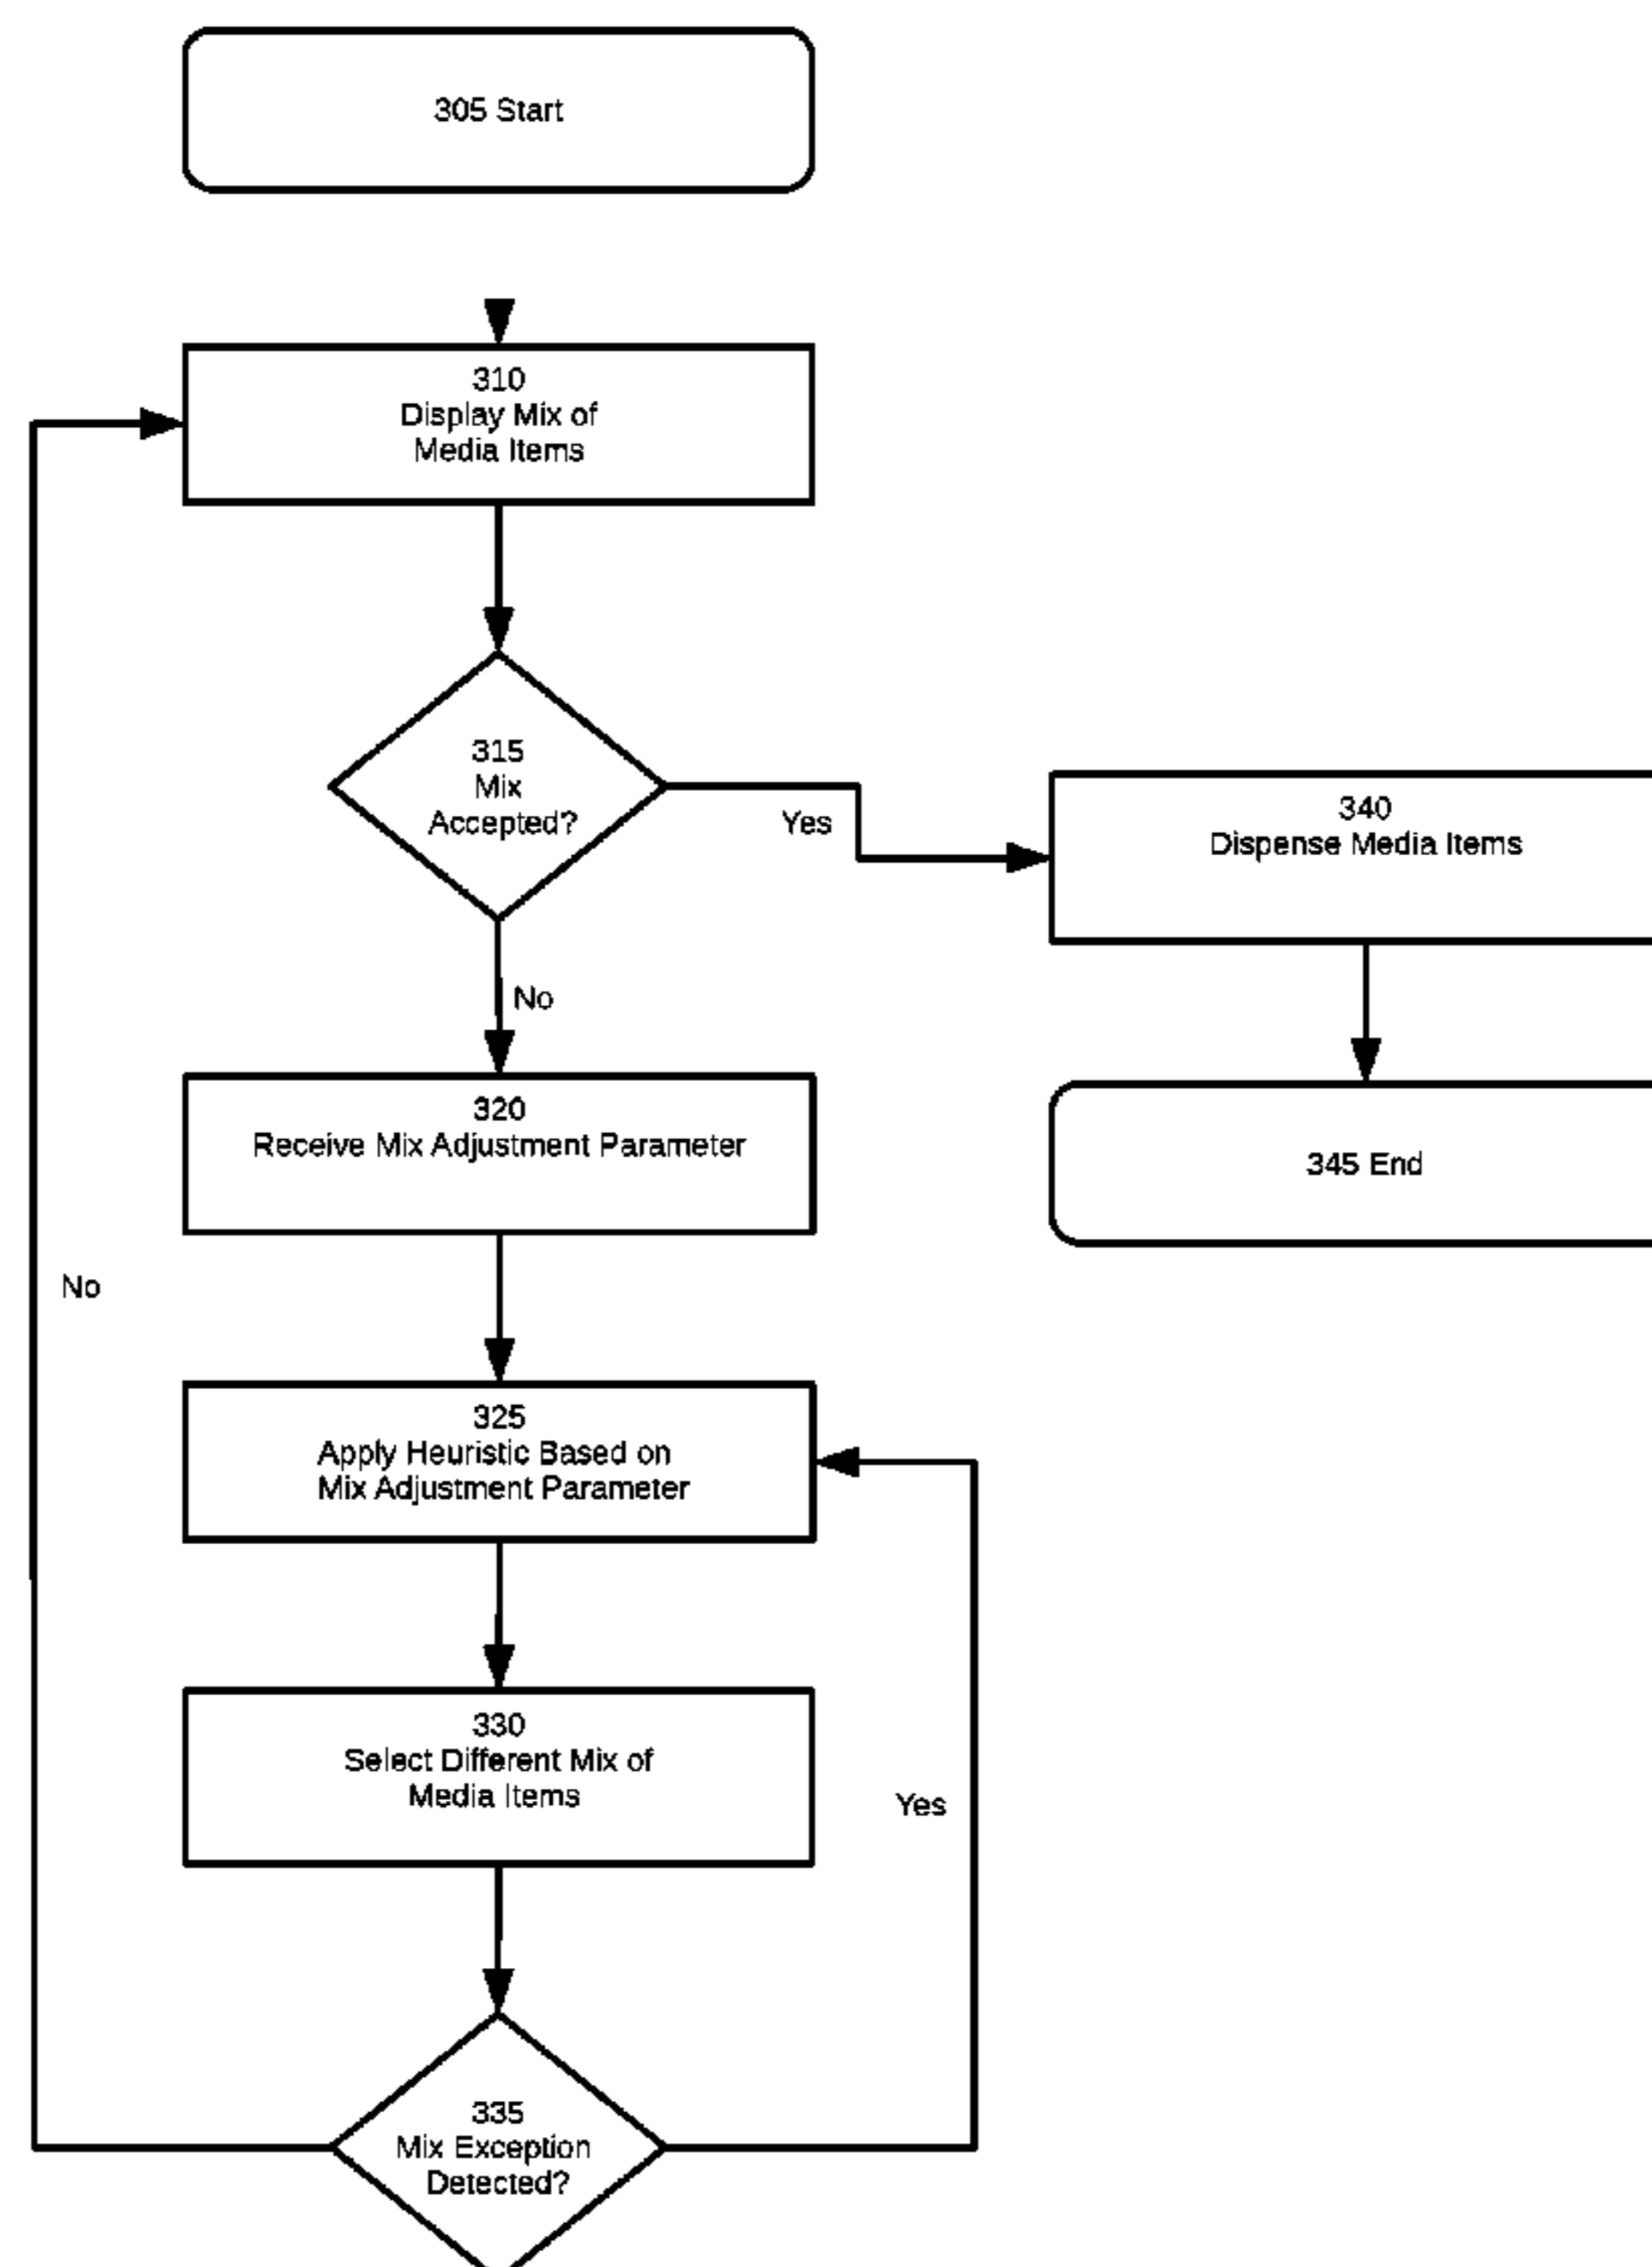 305 Start
310
Display Mix of
Media Items
315
Mix
Accepted?
Yes
340
Dispense Media Items
No
320
Receive Mix Adjustment Parameter
345 End
No
325
Apply Heuristic Based on
Mix Adjustment Parameter
330
Select Different Mix of
Media Items
Yes
335
Mix Exception
Detected?